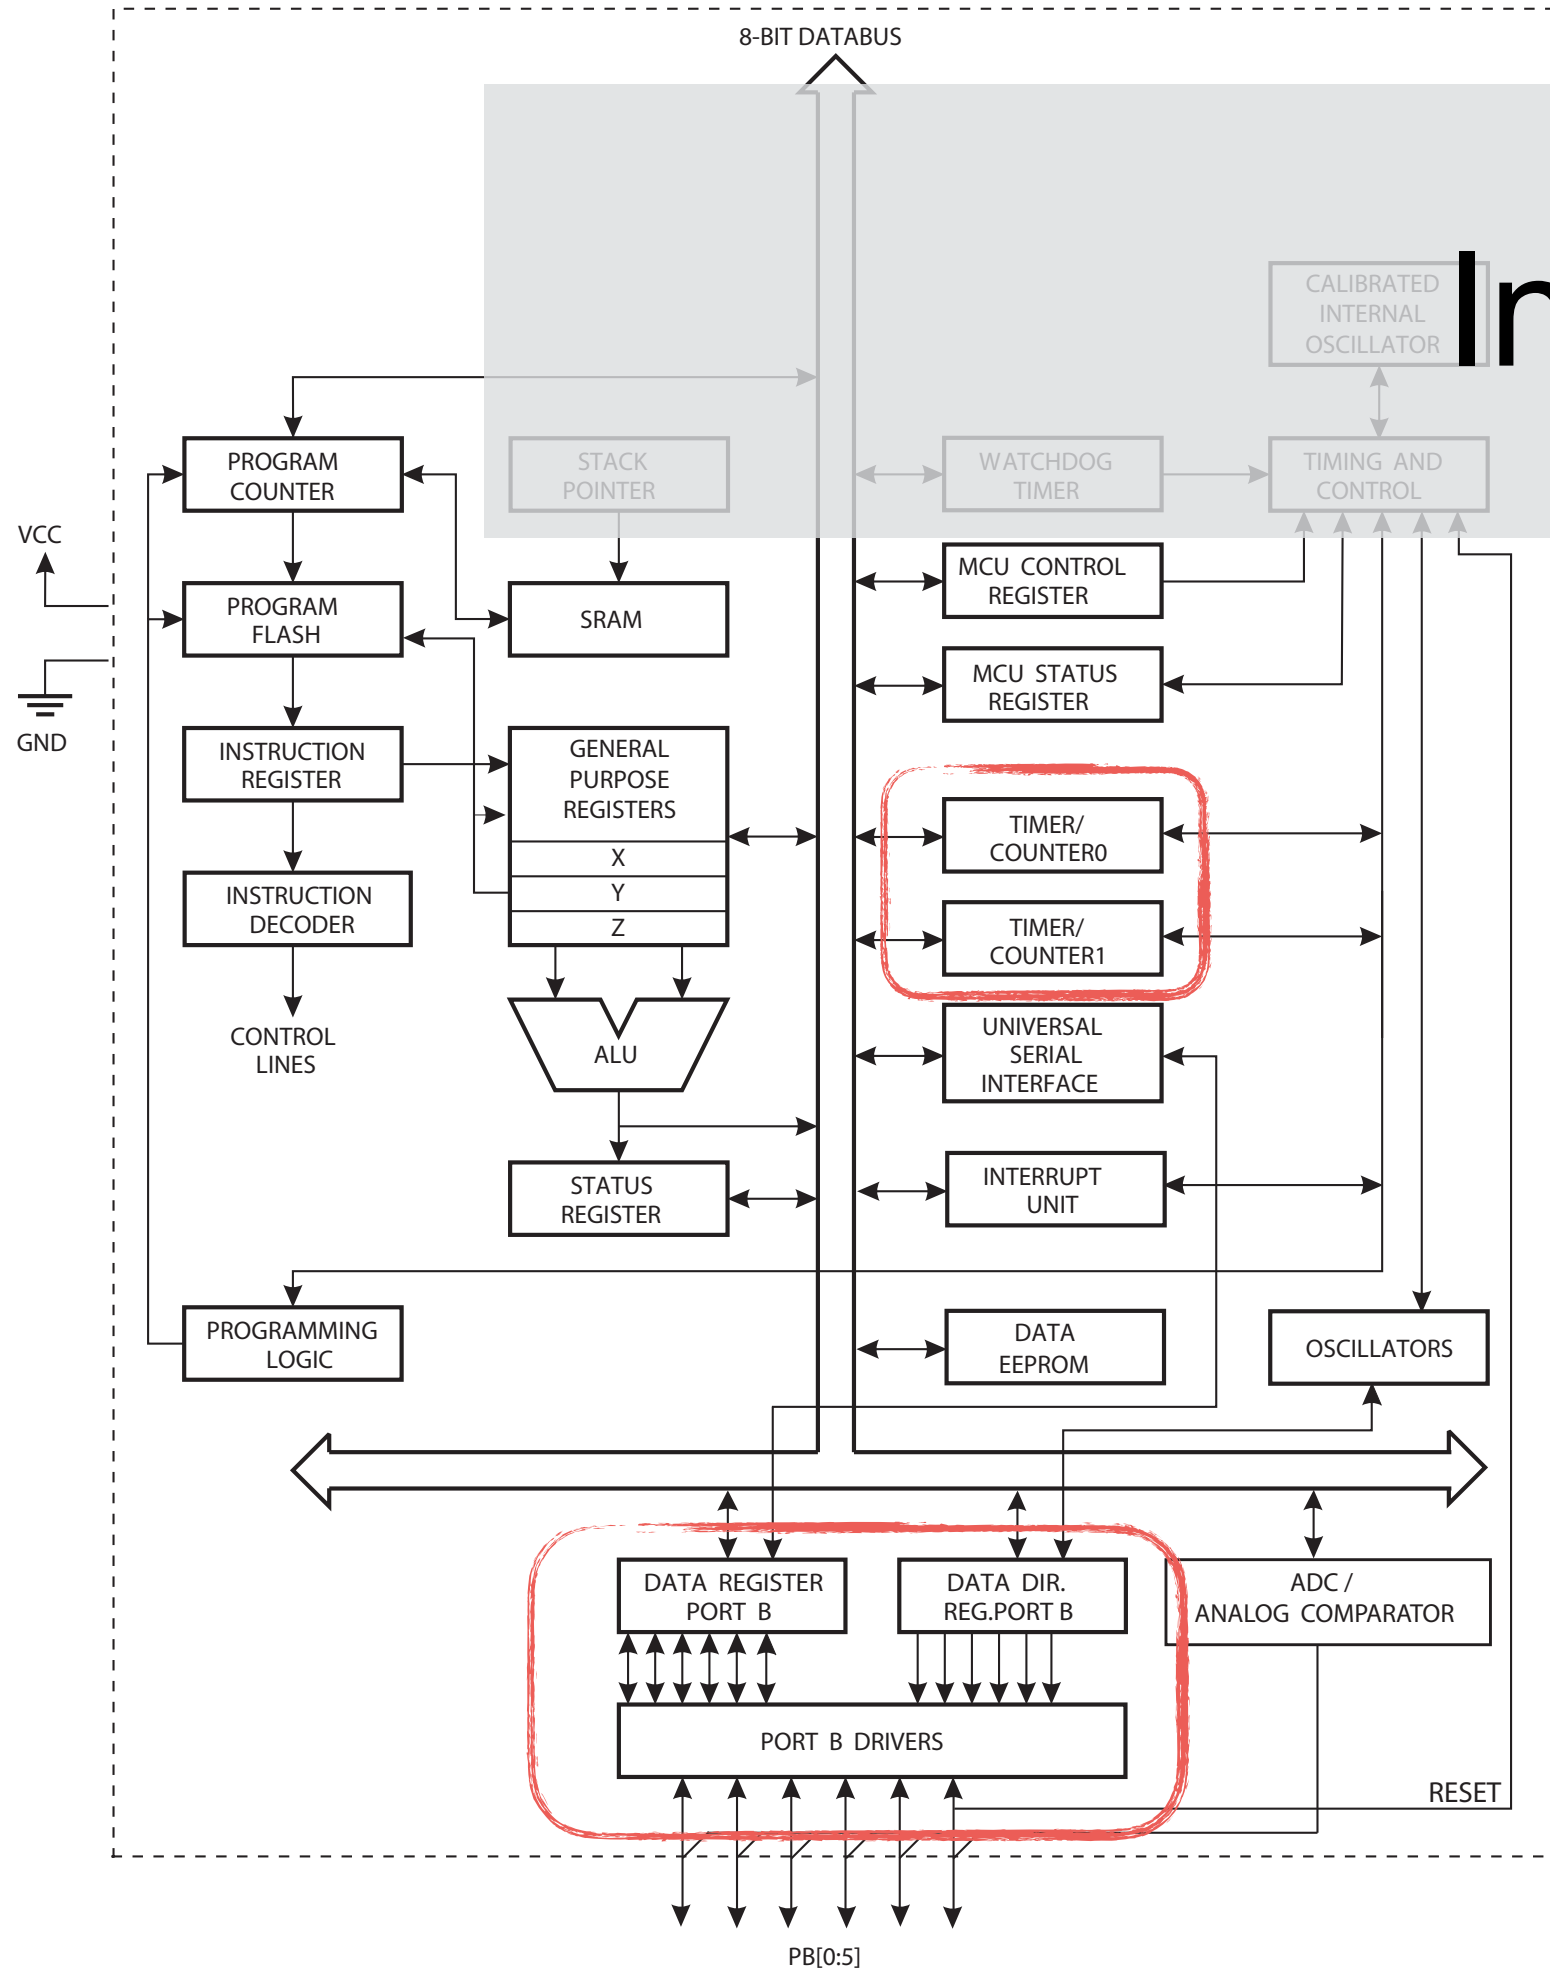 8-BIT DATABUS
CALIBRATED
INTERNAL
OSCILLATOR
In
PROGRAM
COUNTER
STACK
POINTER
WATCHDOG
TIMER
TIMING AND
CONTROL
VCC
GND
PROGRAM
FLASH
SRAM
MCU CONTROL
REGISTER
MCU STATUS
REGISTER
INSTRUCTION
REGISTER
GENERAL
PURPOSE
REGISTERS
X
Y
Z
TIMER/
COUNTER0
INSTRUCTION
DECODER
TIMER/
COUNTER1
CONTROL
LINES
ALU
UNIVERSAL
SERIAL
INTERFACE
STATUS
REGISTER
INTERRUPT
UNIT
PROGRAMMING
LOGIC
DATA
EEPROM
OSCILLATORS
DATA REGISTER
PORT B
DATA DIR.
REG.PORT B
ADC /
ANALOG COMPARATOR
PORT B DRIVERS
RESET
PB[0:5]